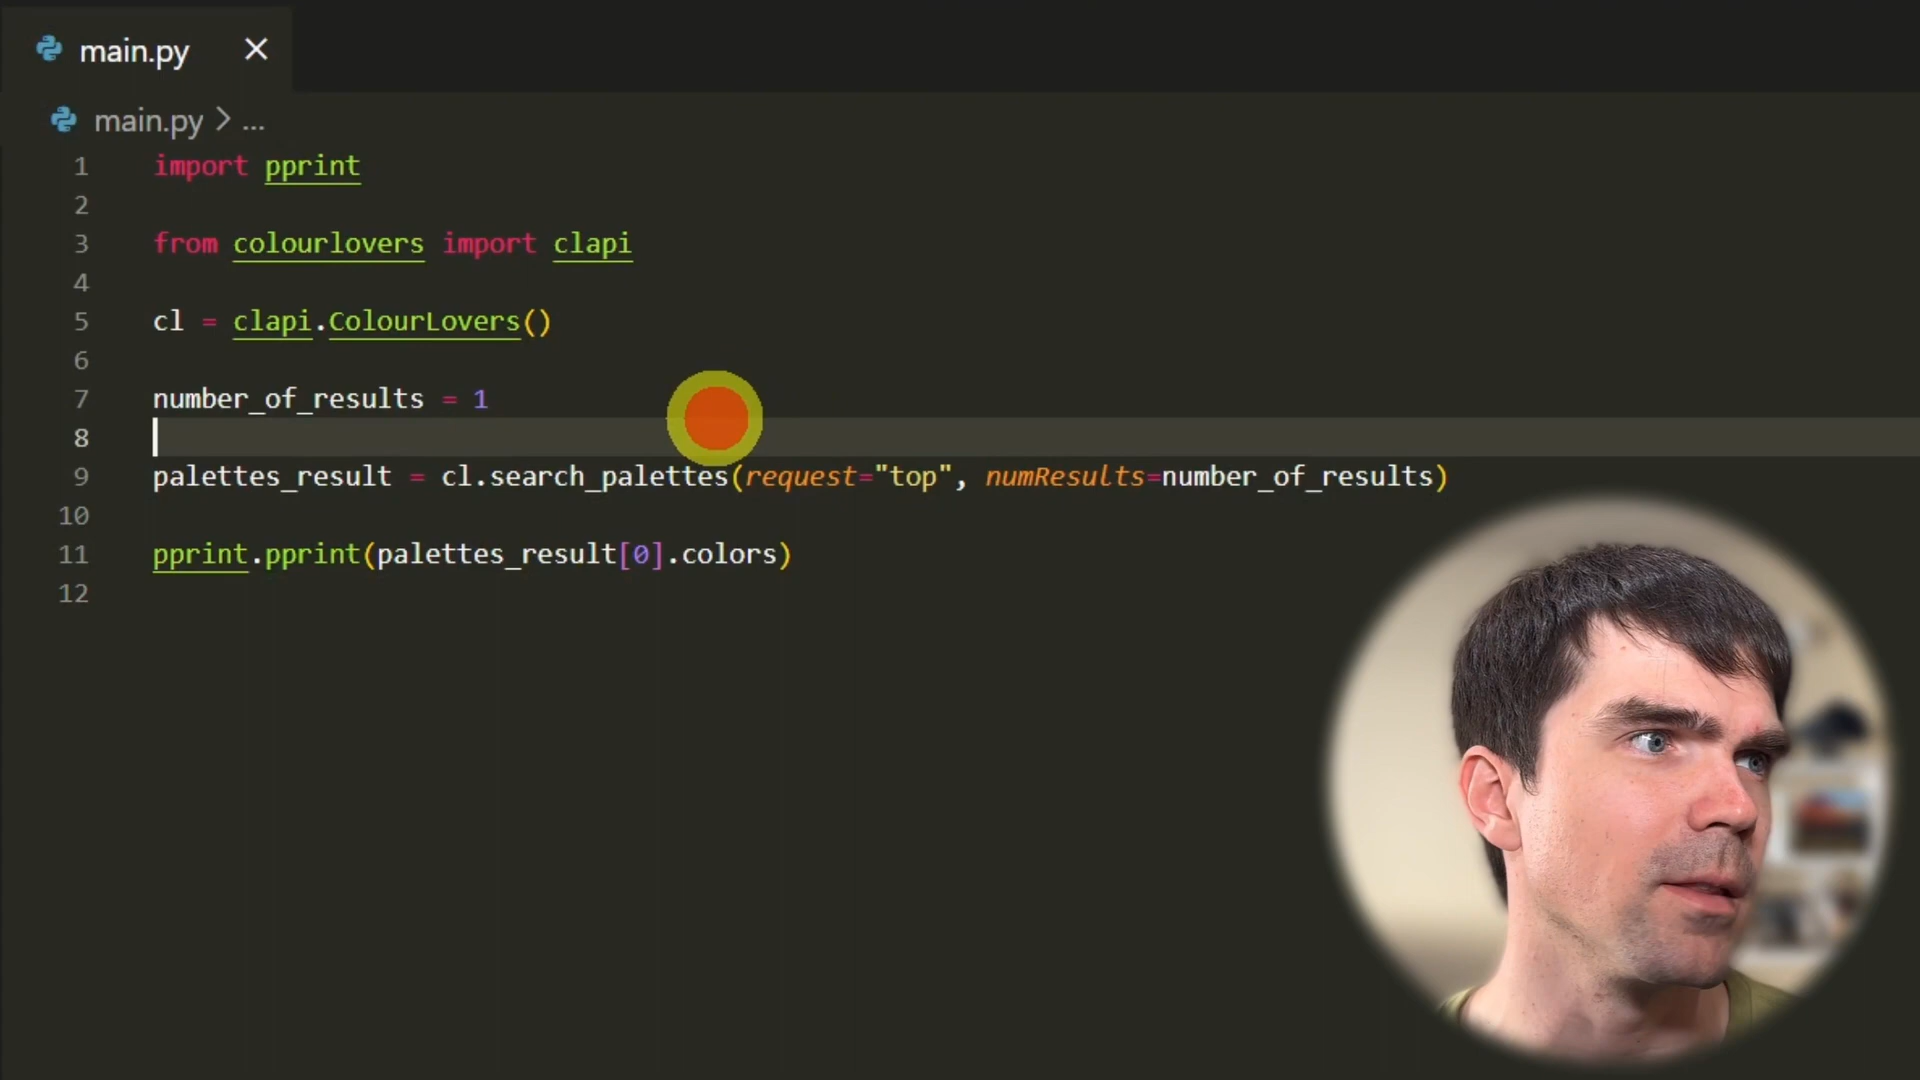 main.py
main.py > ...
1 import pprint
2
3 from colourlovers import clapi
4
5 cl = clapi.ColourLovers()
6
7 number_of_results = 1
8
9 palettes_result = cl.search_palettes(request="top", numResults=number_of_results)
10
11 pprint.pprint(palettes_result[0].colors)
12